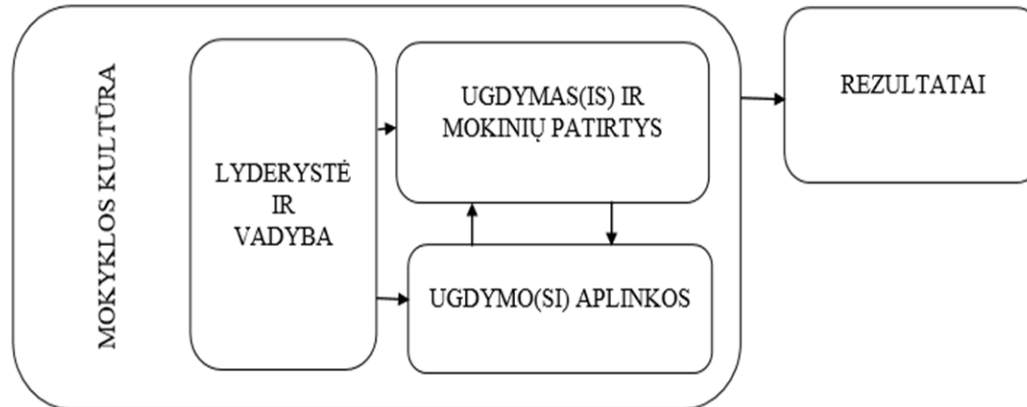 MOKYKLOS KULTŪRA
LYDERYSTĖ
IR
VADYBA
UGDYMAS(IS) IR
MOKINIŲ PATIRTYS
UGDYMO(SI) APLINKOS
REZULTATAI